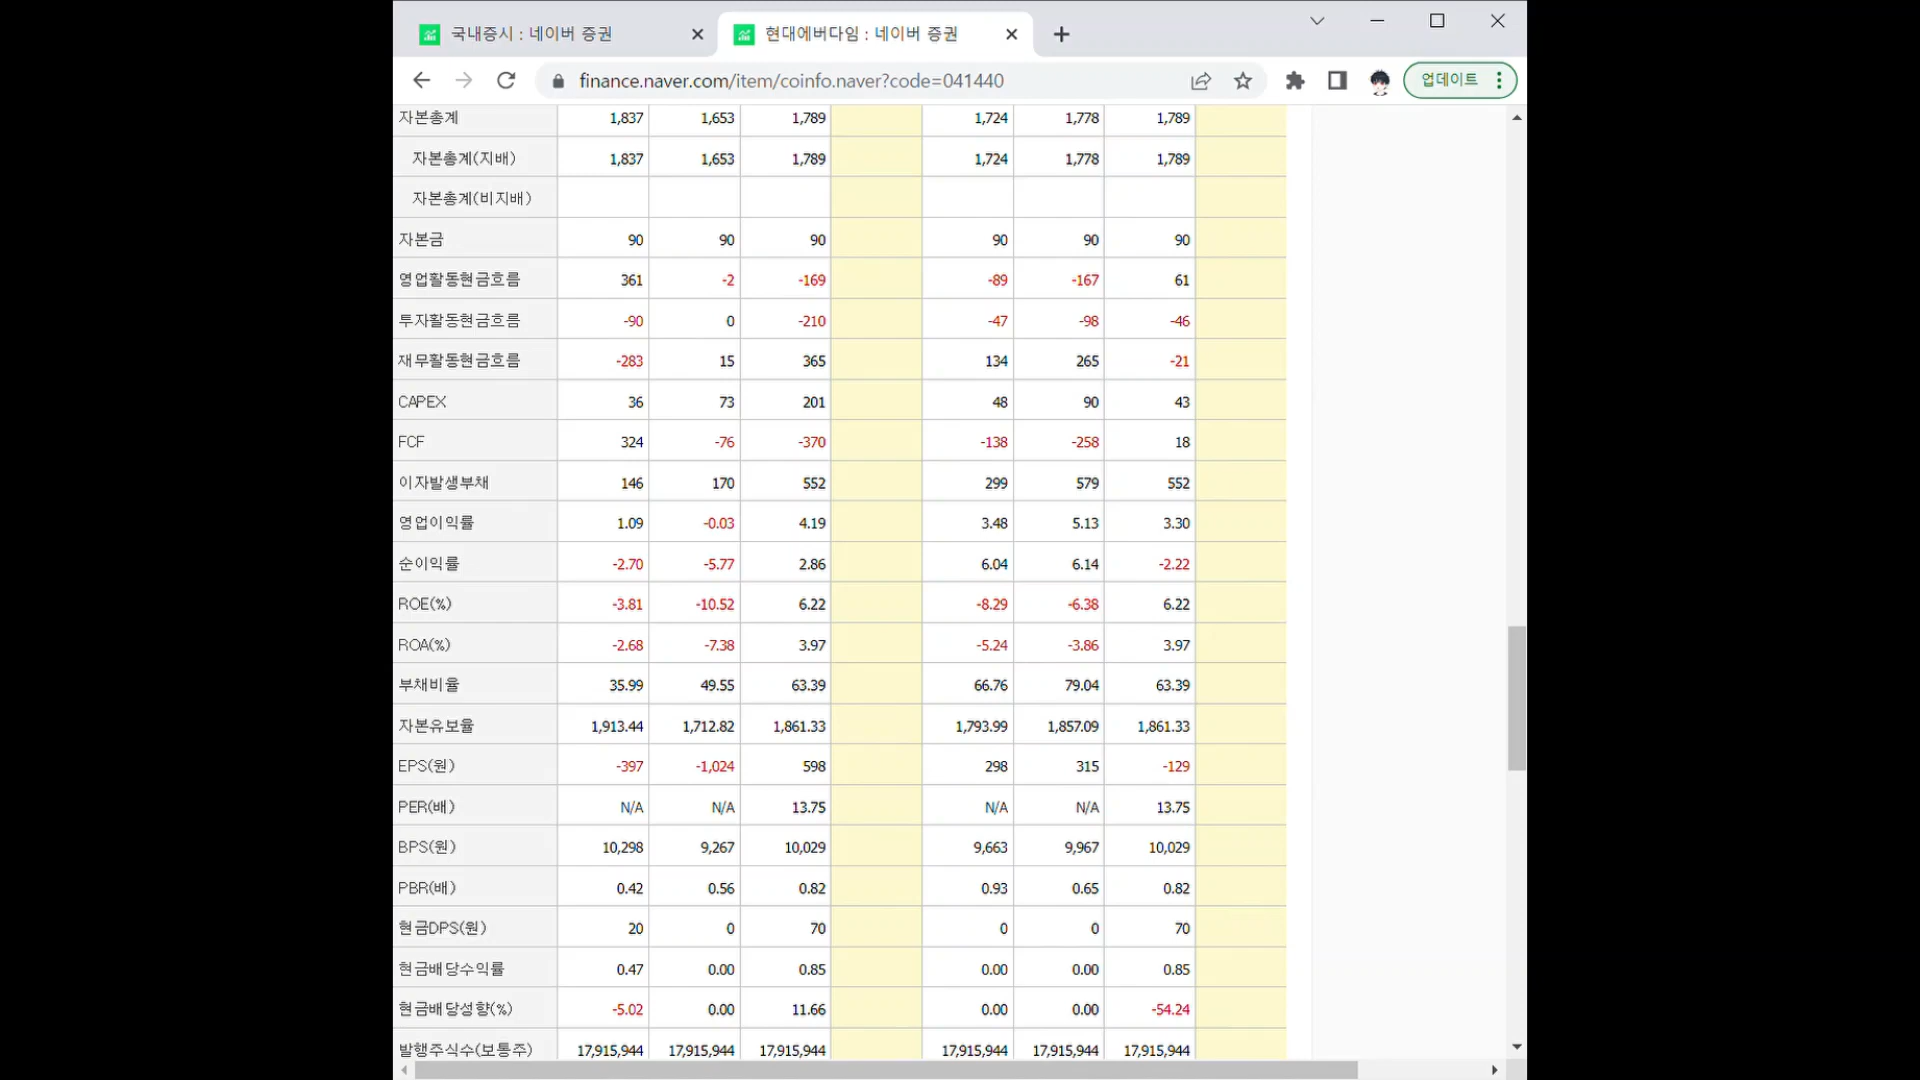 국내증시 : 네이버 증권
현대에버다임 : 네이버 증권
finance.naver.com/item/coinfo.naver?code=041440
업데이트
자본총계 1,837 1,653 1,789 1,724 1,778 1,789
자본총계(지배) 1,837 1,653 1,789 1,724 1,778 1,789
자본총계(비지배)
자본금 90 90 90 90 90 90
영업활동현금흐름 361 -2 -169 -89 -167 61
투자활동현금흐름 -90 0 -210 -47 -98 -46
재무활동현금흐름 -283 15 365 134 265 -21
CAPEX 36 73 201 48 90 43
FCF 324 -76 -370 -138 -258 18
이자발생부채 146 170 552 299 579 552
영업이익률 1.09 -0.03 4.19 3.48 5.13 3.30
순이익률 -2.70 -5.77 2.86 6.04 6.14 -2.22
ROE(%) -3.81 -10.52 6.22 -8.29 -6.38 6.22
ROA(%) -2.68 -7.38 3.97 -5.24 -3.86 3.97
부채비율 35.99 49.55 63.39 66.76 79.04 63.39
자본유보율 1,913.44 1,712.82 1,861.33 1,793.99 1,857.09 1,861.33
EPS(원) -397 -1,024 598 298 315 -129
PER(배) N/A N/A 13.75 N/A N/A 13.75
BPS(원) 10,298 9,267 10,029 9,663 9,967 10,029
PBR(배) 0.42 0.56 0.82 0.93 0.65 0.82
현금DPS(원) 20 0 70 0 0 70
현금배당수익률 0.47 0.00 0.85 0.00 0.00 0.85
현금배당성향(%) -5.02 0.00 11.66 0.00 0.00 -54.24
발행주식수(보통주) 17,915,944 17,915,944 17,915,944 17,915,944 17,915,944 17,915,944